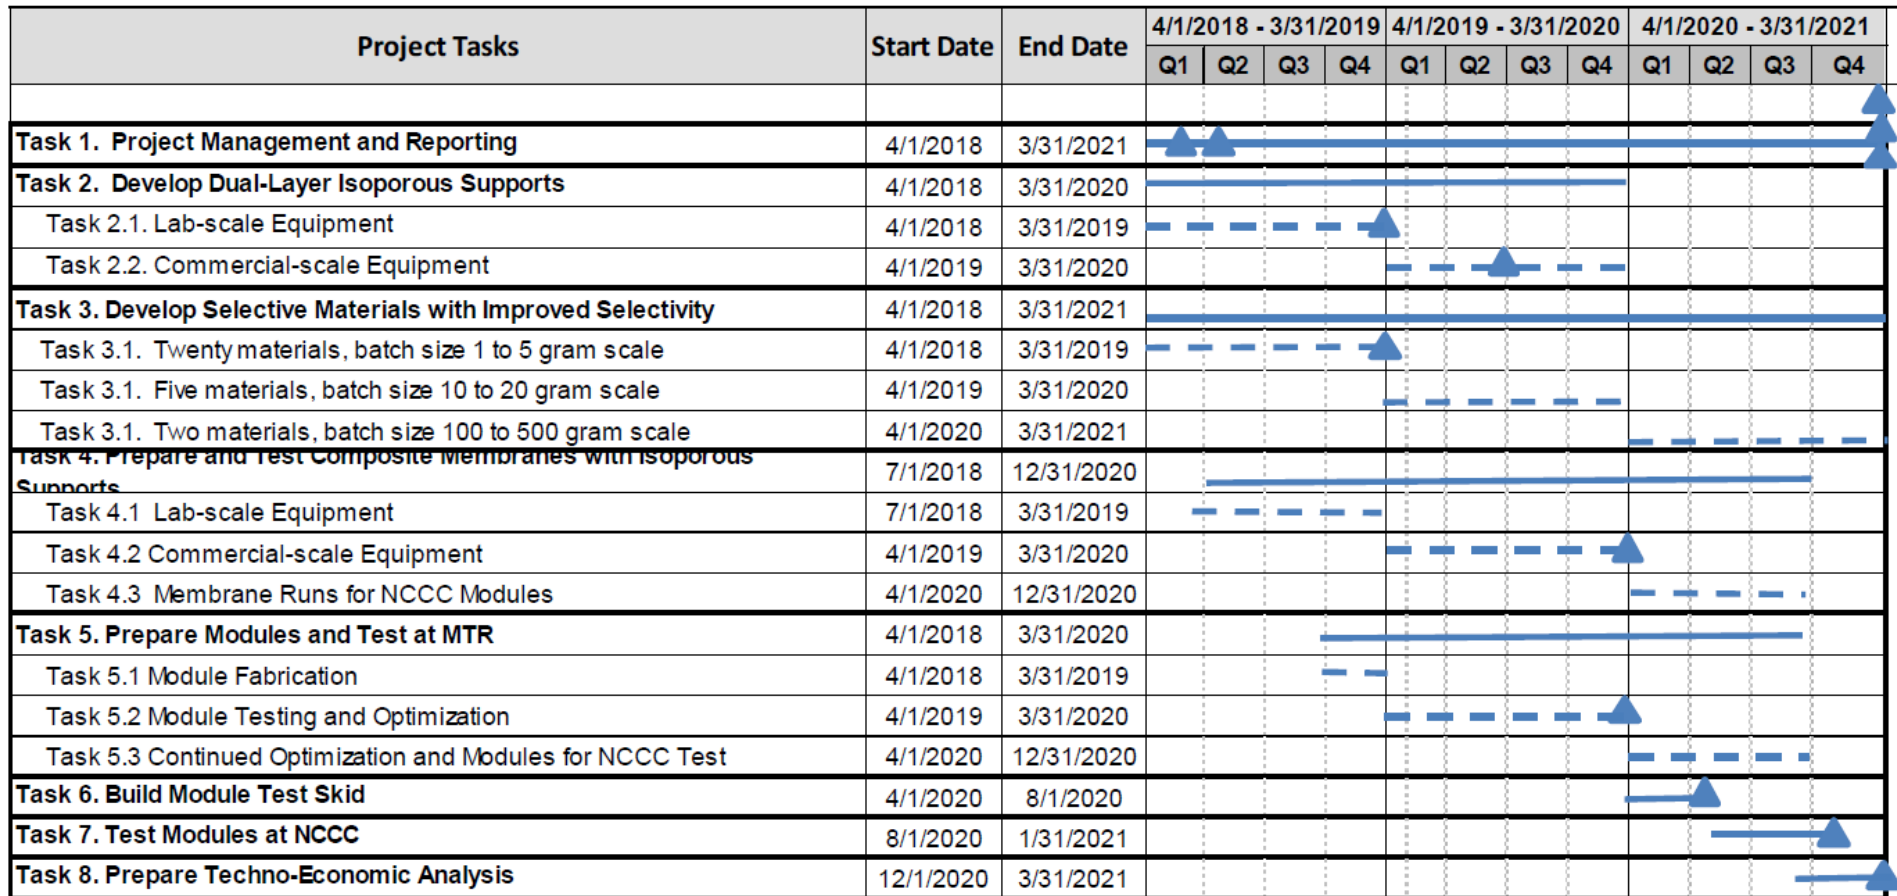 Project Tasks Start Date End Date 4/1/2018 - 3/31/2019 4/1/2019 - 3/31/2020 4/1/2020 - 3/31/2021
Q1 Q2 Q3 Q4 Q1 Q2 Q3 Q4 Q1 Q2 Q3 Q4
Task 1. Project Management and Reporting 4/1/2018 3/31/2021
Task 2. Develop Dual-Layer Isoporous Supports 4/1/2018 3/31/2020
Task 2.1. Lab-scale Equipment 4/1/2018 3/31/2019
Task 2.2. Commercial-scale Equipment 4/1/2019 3/31/2020
Task 3. Develop Selective Materials with Improved Selectivity 4/1/2018 3/31/2021
Task 3.1. Twenty materials, batch size 1 to 5 gram scale 4/1/2018 3/31/2019
Task 3.1. Five materials, batch size 10 to 20 gram scale 4/1/2019 3/31/2020
Task 3.1. Two materials, batch size 100 to 500 gram scale 4/1/2020 3/31/2021
Task 4. Prepare and Test Composite Membranes with Isoporous
Supports 7/1/2018 12/31/2020
Task 4.1 Lab-scale Equipment 7/1/2018 3/31/2019
Task 4.2 Commercial-scale Equipment 4/1/2019 3/31/2020
Task 4.3 Membrane Runs for NCCC Modules 4/1/2020 12/31/2020
Task 5. Prepare Modules and Test at MTR 4/1/2018 3/31/2020
Task 5.1 Module Fabrication 4/1/2018 3/31/2019
Task 5.2 Module Testing and Optimization 4/1/2019 3/31/2020
Task 5.3 Continued Optimization and Modules for NCCC Test 4/1/2020 12/31/2020
Task 6. Build Module Test Skid 4/1/2020 8/1/2020
Task 7. Test Modules at NCCC 8/1/2020 1/31/2021
Task 8. Prepare Techno-Economic Analysis 12/1/2020 3/31/2021